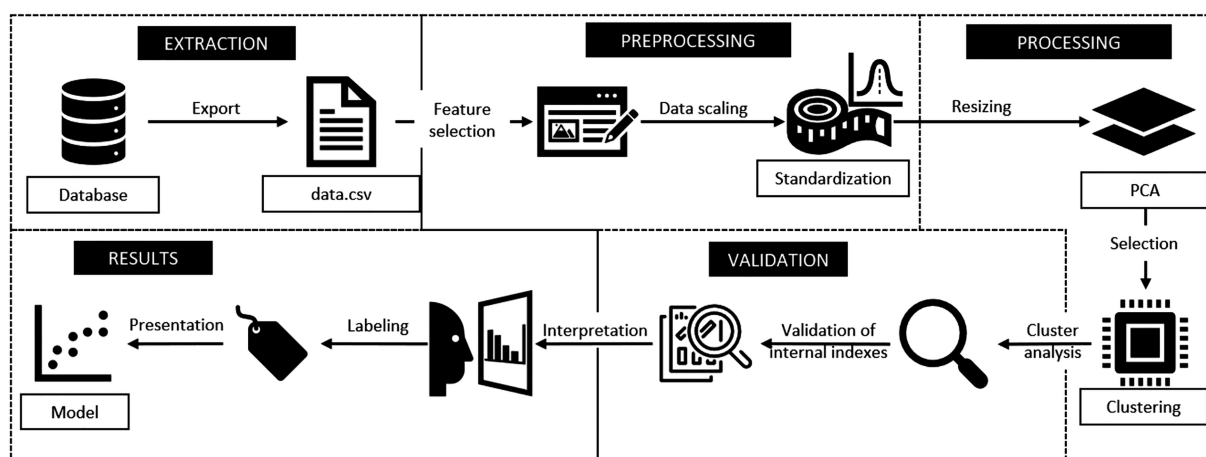 EXTRACTION
PREPROCESSING
PROCESSING
Export
Feature
selection
Data scaling
Resizing
Database
data.csv
Standardization
PCA
Selection
RESULTS
VALIDATION
Presentation
Labeling
Interpretation
Validation of
internal indexes
Cluster
analysis
Model
Clustering